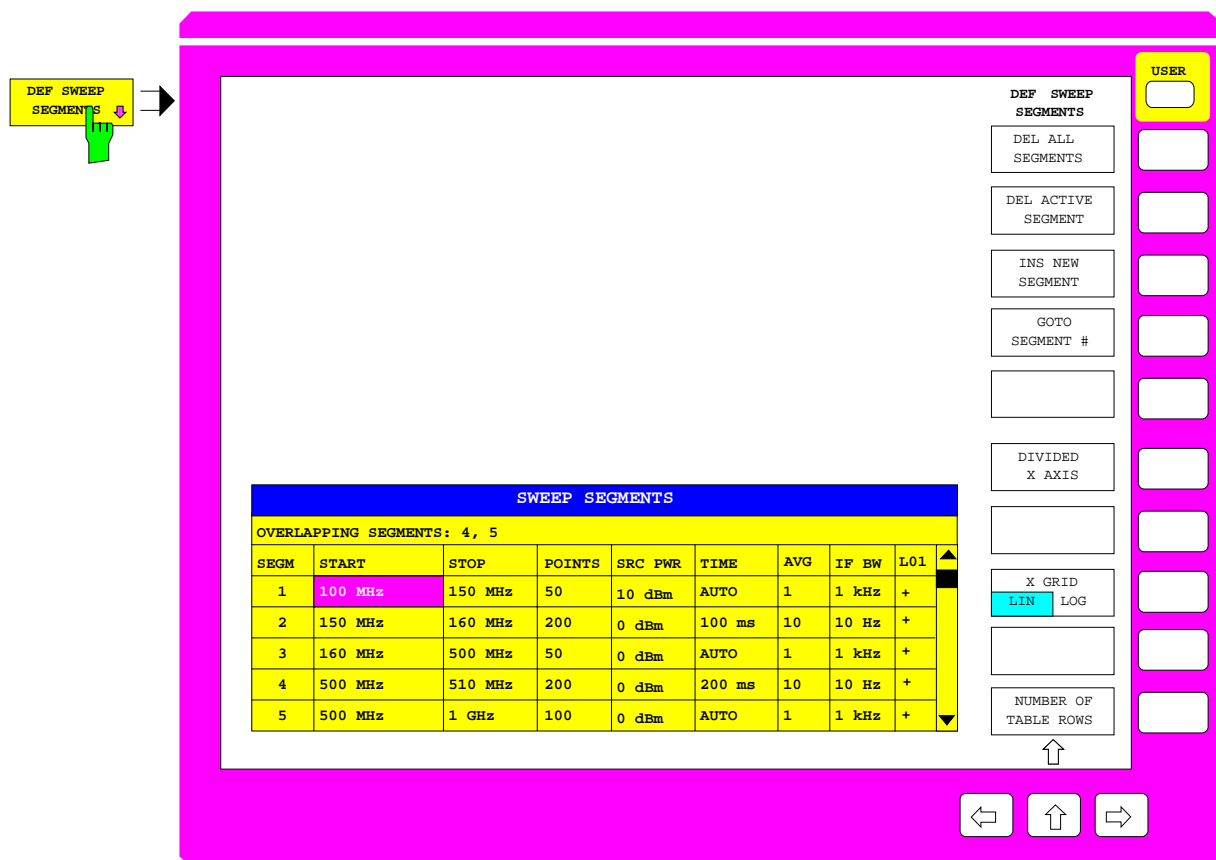 DEF SWEEP
SEGMENTS
USER
DEF SWEEP
SEGMENTS
DEL ALL
SEGMENTS
DEL ACTIVE
SEGMENT
INS NEW
SEGMENT
GOTO
SEGMENT #
DIVIDED
X AXIS
X GRID
LIN LOG
NUMBER OF
TABLE ROWS
SWEEP SEGMENTS
OVERLAPPING SEGMENTS: 4, 5
SEGM START STOP POINTS SRC PWR TIME AVG IF BW L01
1 100 MHz 150 MHz 50 10 dBm AUTO 1 1 kHz +
2 150 MHz 160 MHz 200 0 dBm 100 ms 10 10 Hz +
3 160 MHz 500 MHz 50 0 dBm AUTO 1 1 kHz +
4 500 MHz 510 MHz 200 0 dBm 200 ms 10 10 Hz +
5 500 MHz 1 GHz 100 0 dBm AUTO 1 1 kHz +